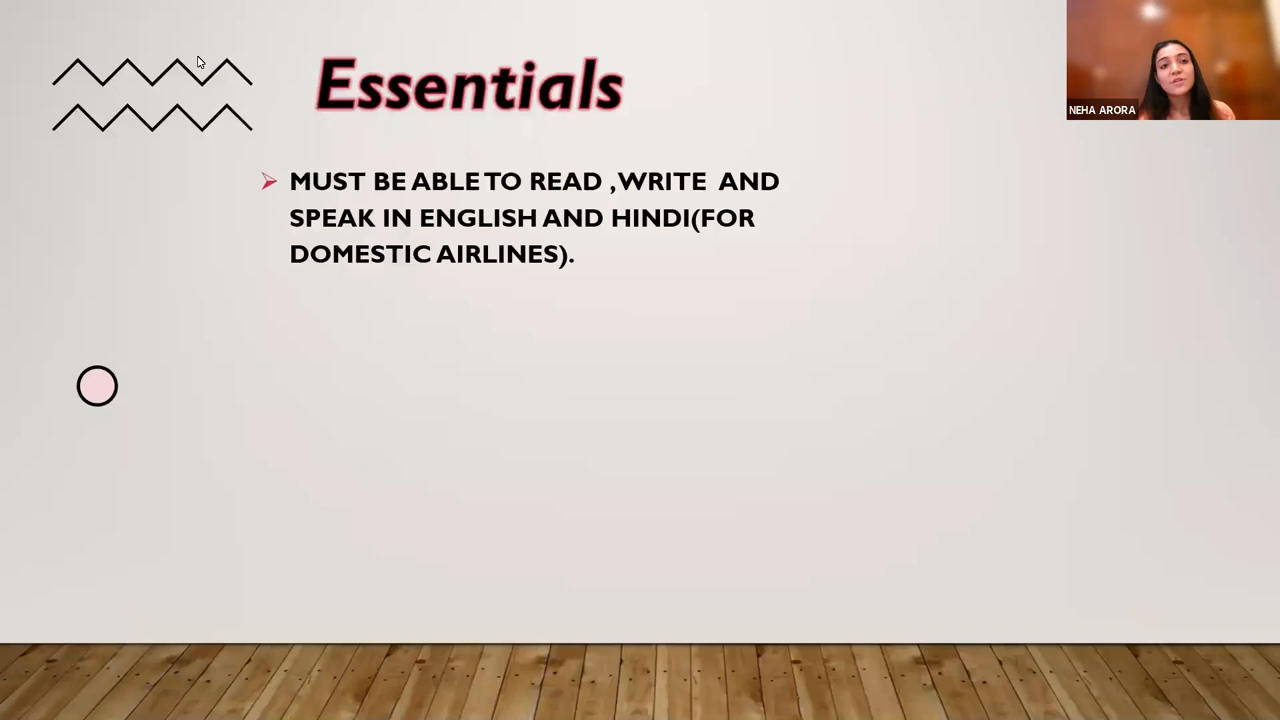 Essentials
MUST BE ABLE TO READ ,WRITE AND
SPEAK IN ENGLISH AND HINDI(FOR
DOMESTIC AIRLINES).
NEHA ARORA